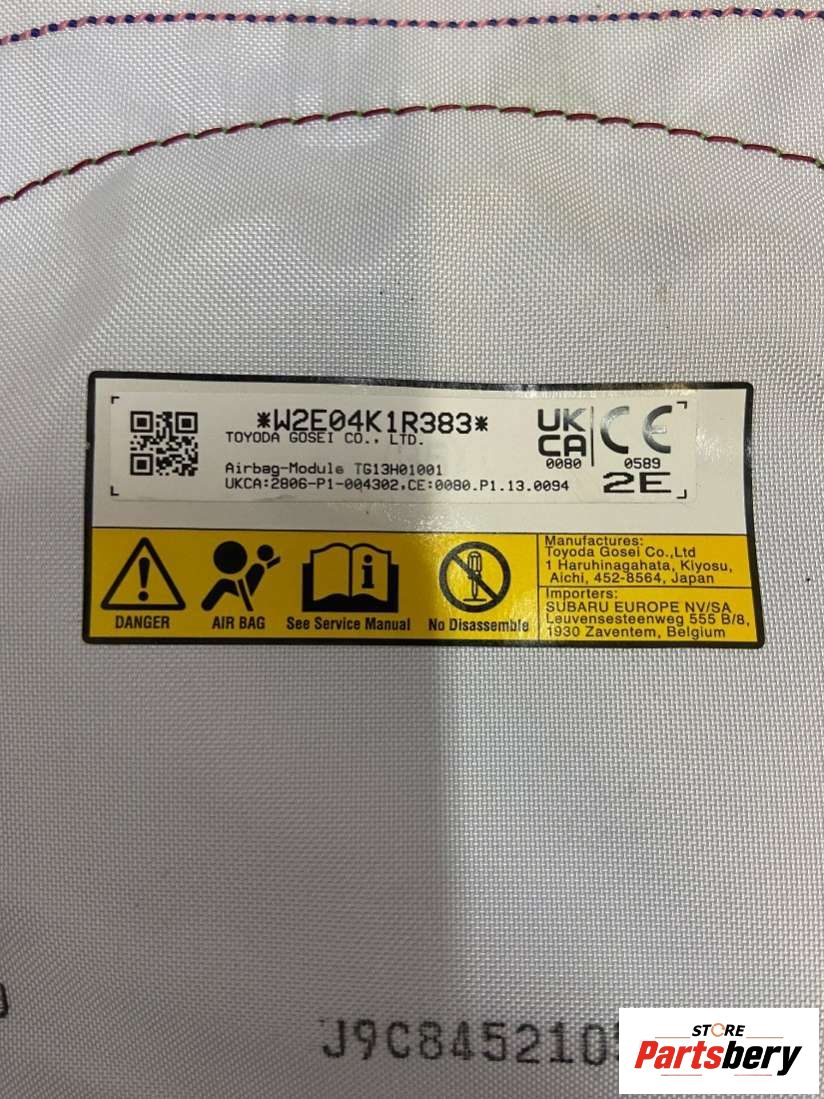 *W2E04K1R383*
TOYODA GOSEI CO., LTD.
Airbag-Module TG13H01001
UKCA:2806-P1-004302,CE:0080.P1.13.0094
UK
CA
0080
CE
0589
2E
DANGER
AIR BAG
See Service Manual
No Disassemble
Manufactures:
Toyoda Gosei Co.,Ltd
1 Haruhinagahata, Kiyosu,
Aichi, 452-8564, Japan
Importers:
SUBARU EUROPE NV/SA
Leuvensesteenweg 555 B/8,
1930 Zaventem, Belgium
J9C845210
STORE
Partsbery